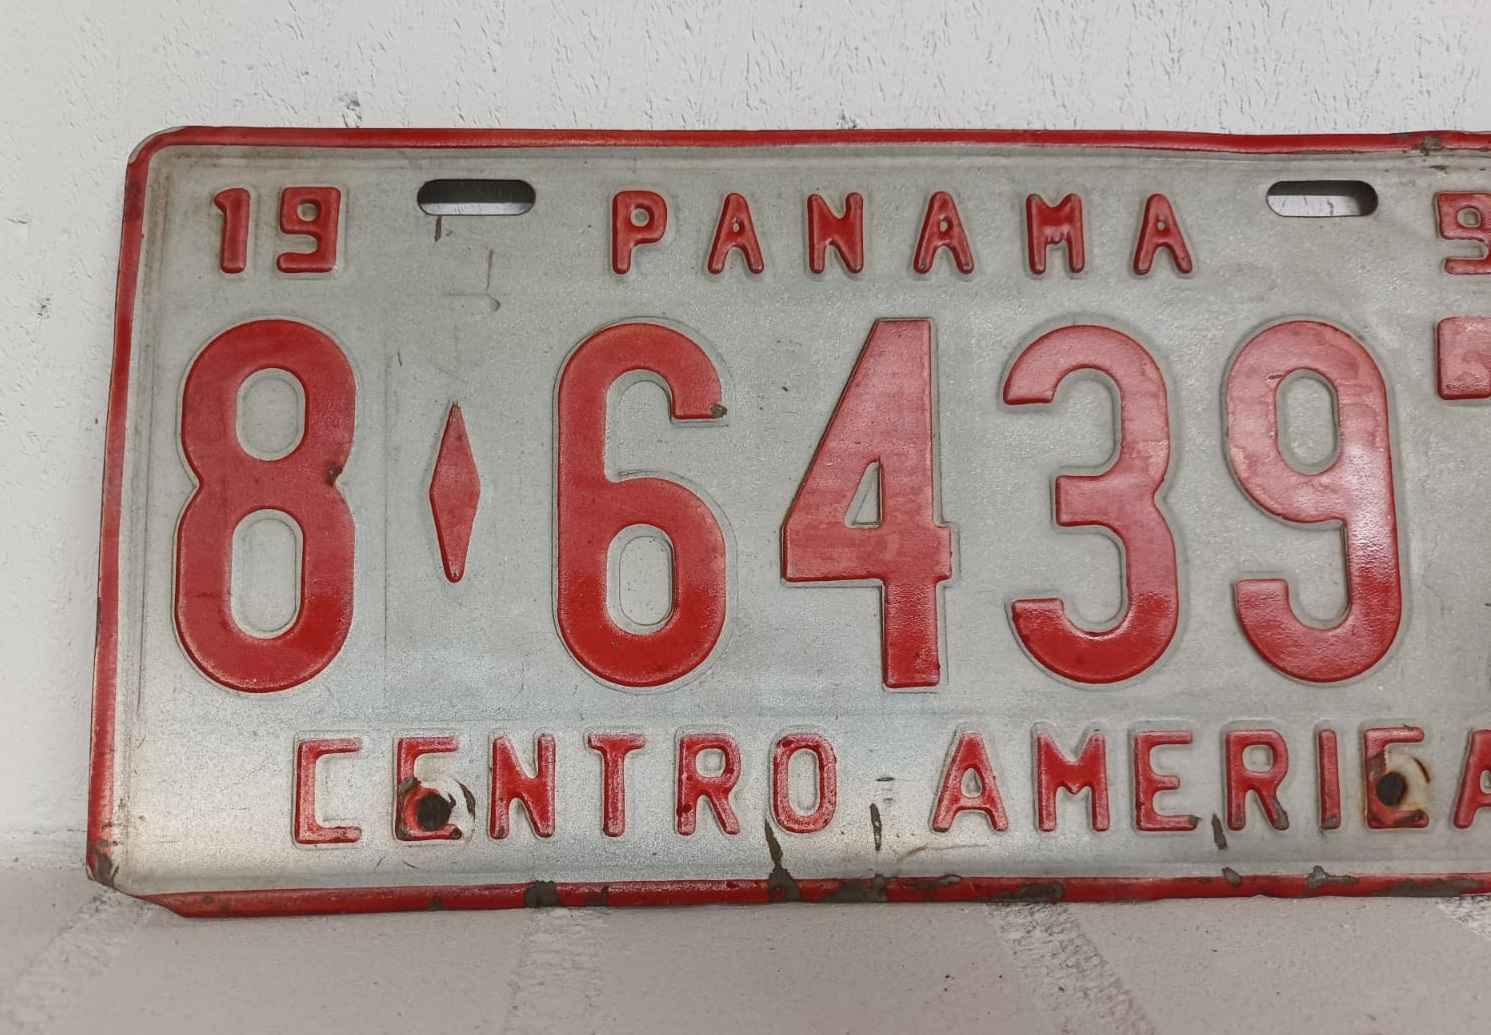 19 PANAMA 9
8♦6439
CENTRO AMERICA